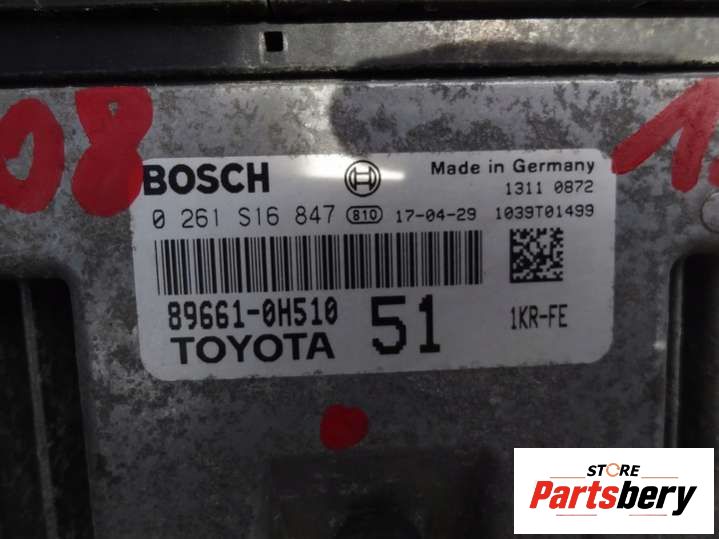 08
BOSCH Made in Germany
1311 0872
0 261 S16 847 810 17-04-29 1039T01499
89661-0H510 51 1KR-FE
TOYOTA
STORE
Partsbery